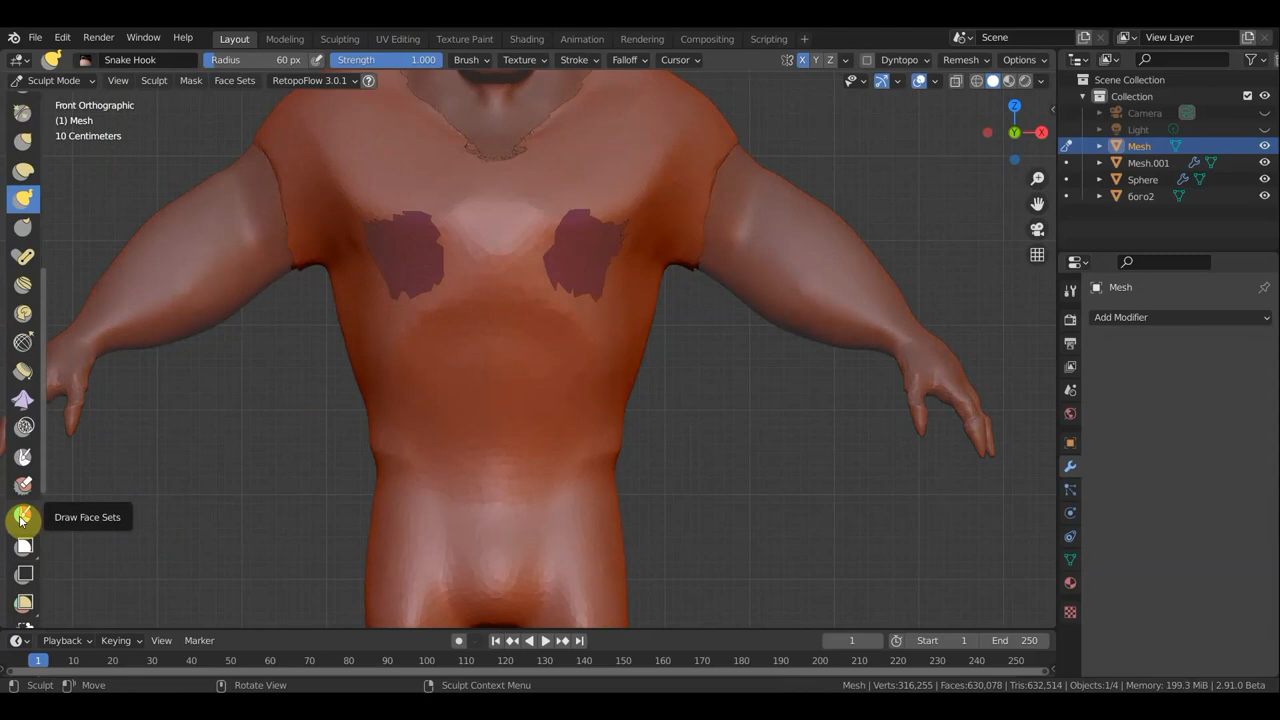 File Edit Render Window Help Layout Modeling Sculpting UV Editing Texture Paint Shading Animation Rendering Compositing Scripting + Scene View Layer
Snake Hook Radius 60 px Strength 1.000 Brush Texture Stroke Falloff Cursor X Y Z Dyntopo Remesh Options
Sculpt Mode View Sculpt Mask Face Sets RetopoFlow 3.0.1 ?
Scene Collection
Collection
Camera
Light
Mesh
Mesh.001
Sphere
6oro2
Front Orthographic
(1) Mesh
10 Centimeters
Z
Y X
Mesh
Add Modifier
Draw Face Sets
Playback Keying View Marker 1 Start 1 End 250
1 10 20 30 40 50 60 70 80 90 100 110 120 130 140 150 160 170 180 190 200 210 220 230 240 250
Sculpt Move Rotate View Sculpt Context Menu Mesh | Verts:316,255 | Faces:630,078 | Tris:632,514 | Objects:1/4 | Memory: 199.3 MiB | 2.91.0 Beta